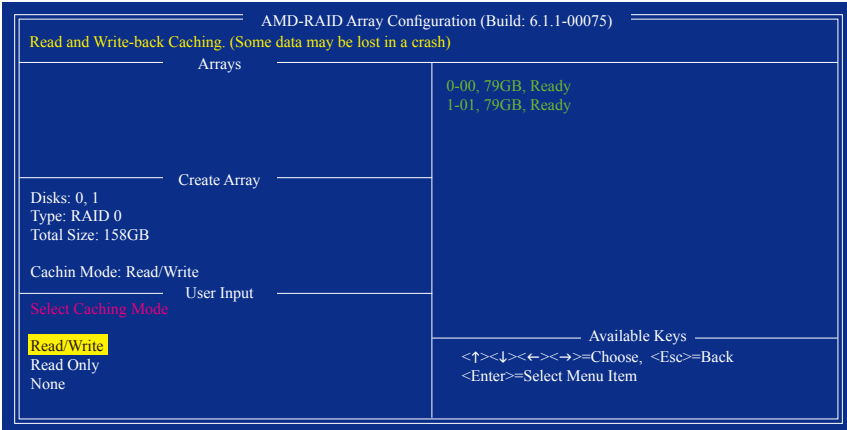 AMD-RAID Array Configuration (Build: 6.1.1-00075)
Read and Write-back Caching. (Some data may be lost in a crash)
Arrays
0-00, 79GB, Ready
1-01, 79GB, Ready
Create Array
Disks: 0, 1
Type: RAID 0
Total Size: 158GB
Cachin Mode: Read/Write
User Input
Select Caching Mode
Read/Write
Read Only
None
Available Keys
<↑><↓><←><→>=Choose, <Esc>=Back
<Enter>=Select Menu Item